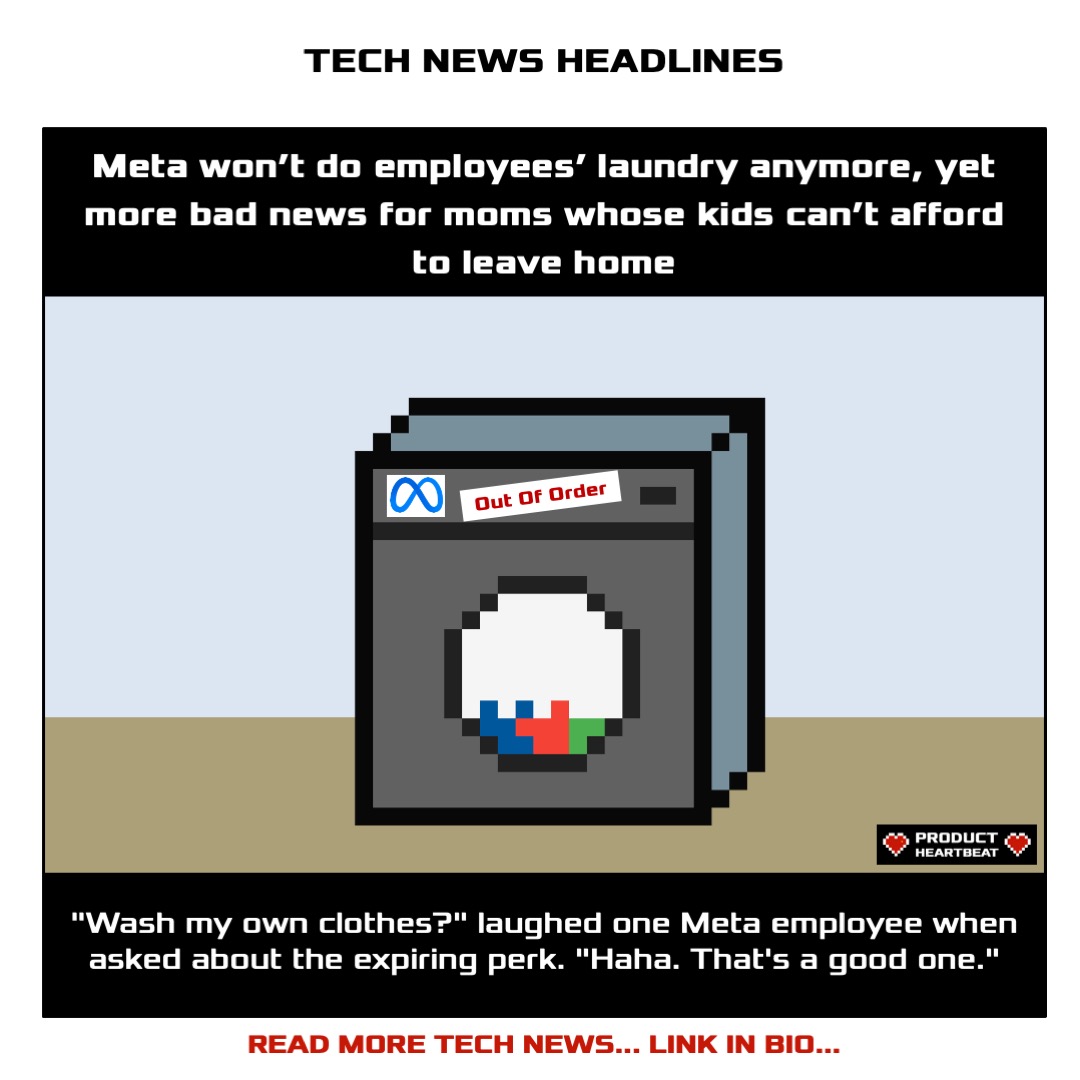 TECH NEWS HEADLINES
Meta won’t do employees’ laundry anymore, yet
more bad news for moms whose kids can’t afford
to leave home
Out Of Order
PRODUCT
HEARTBEAT
"Wash my own clothes?" laughed one Meta employee when
asked about the expiring perk. "Haha. That's a good one."
READ MORE TECH NEWS... LINK IN BIO...